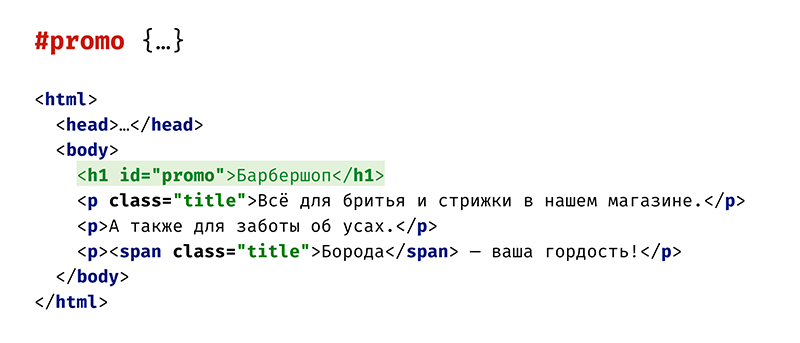 #promo {…}
<html>
<head>…</head>
<body>
<h1 id="promo">Барбершоп</h1>
<p class="title">Всё для бритья и стрижки в нашем магазине.</p>
<p>А также для заботы об усах.</p>
<p><span class="title">Борода</span> — ваша гордость!</p>
</body>
</html>